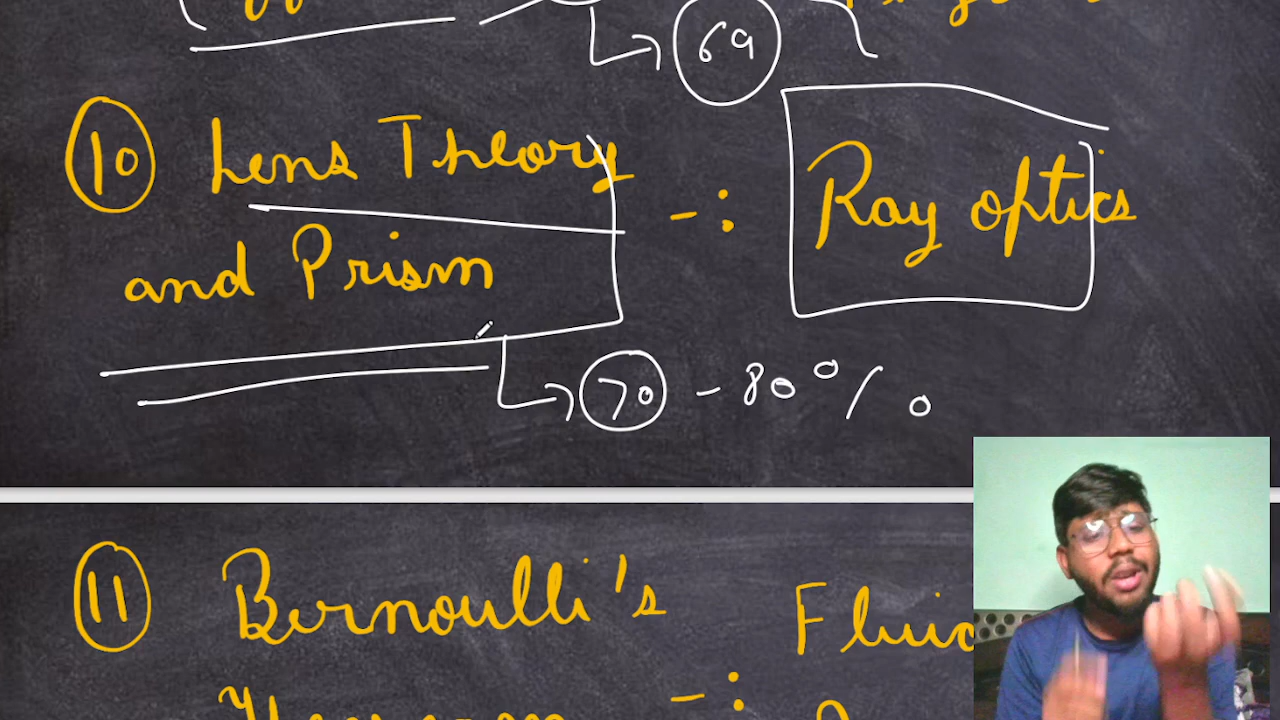 69
10 Lens Theory
and Prism -: Ray optics
70 - 80%
11 Bernoulli's
-: Fluid